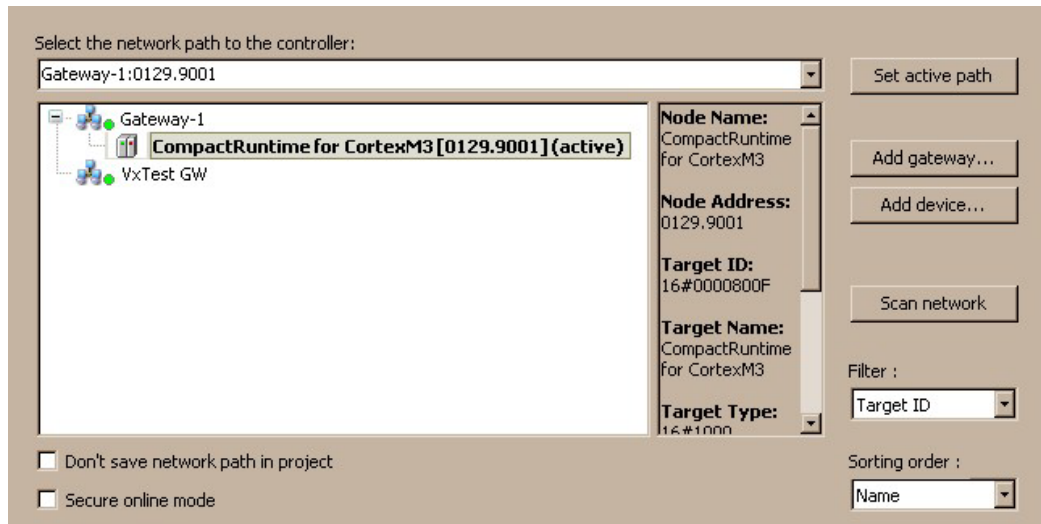 Select the network path to the controller:
Gateway-1:0129.9001
Set active path
Gateway-1
CompactRuntime for CortexM3 [0129.9001] (active)
VxTest GW
Node Name:
CompactRuntime
for CortexM3
Node Address:
0129.9001
Target ID:
16#0000800F
Target Name:
CompactRuntime
for CortexM3
Target Type:
16#1000
Add gateway...
Add device...
Scan network
Filter :
Target ID
Sorting order :
Name
Don't save network path in project
Secure online mode